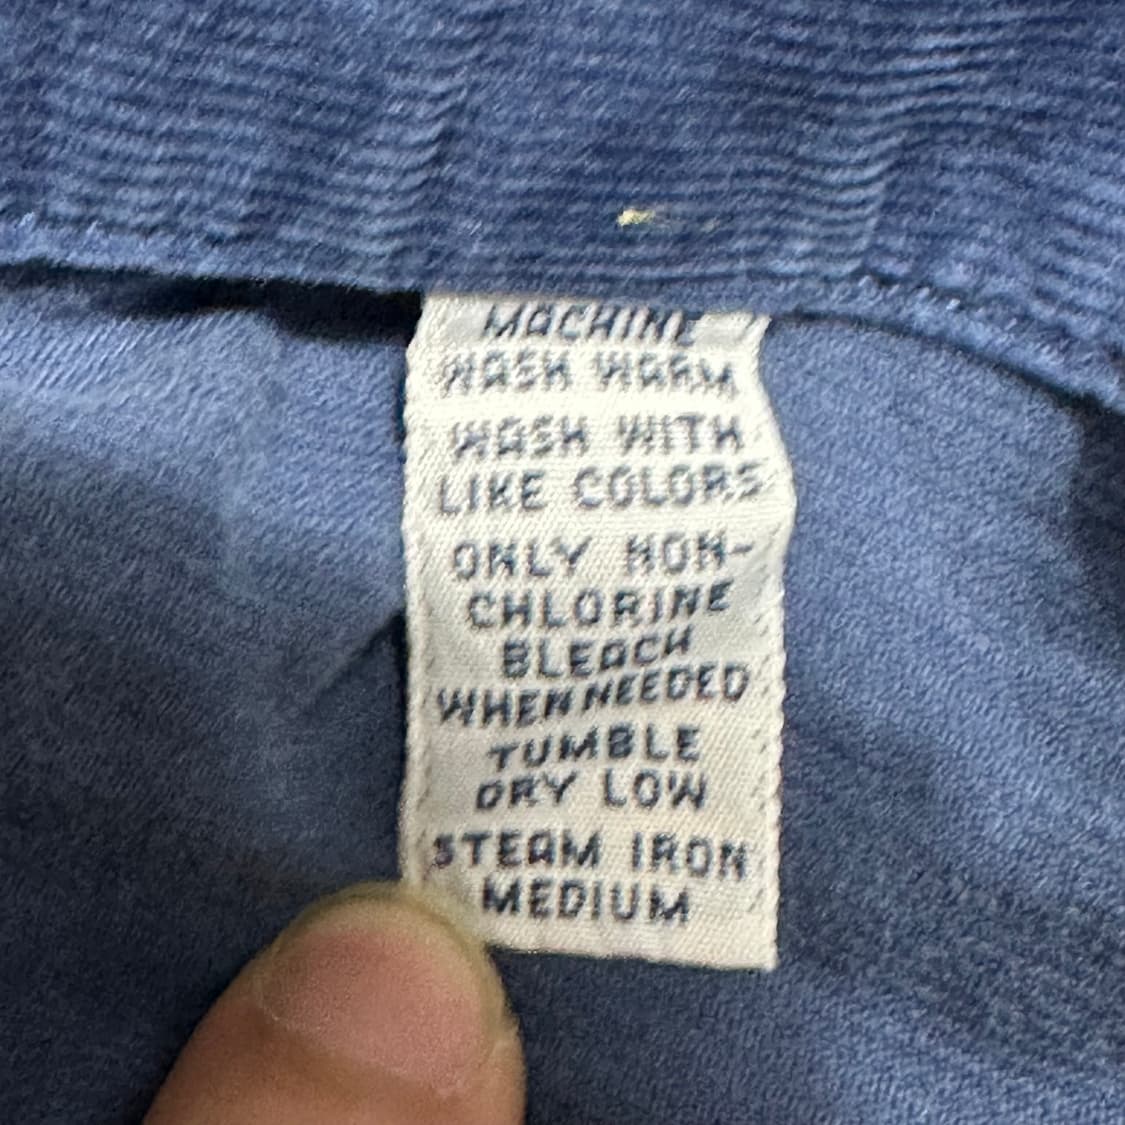 MACHINE
WASH WARM
WASH WITH
LIKE COLORS
ONLY NON-
CHLORINE
BLEACH
WHEN NEEDED
TUMBLE
DRY LOW
STEAM IRON
MEDIUM